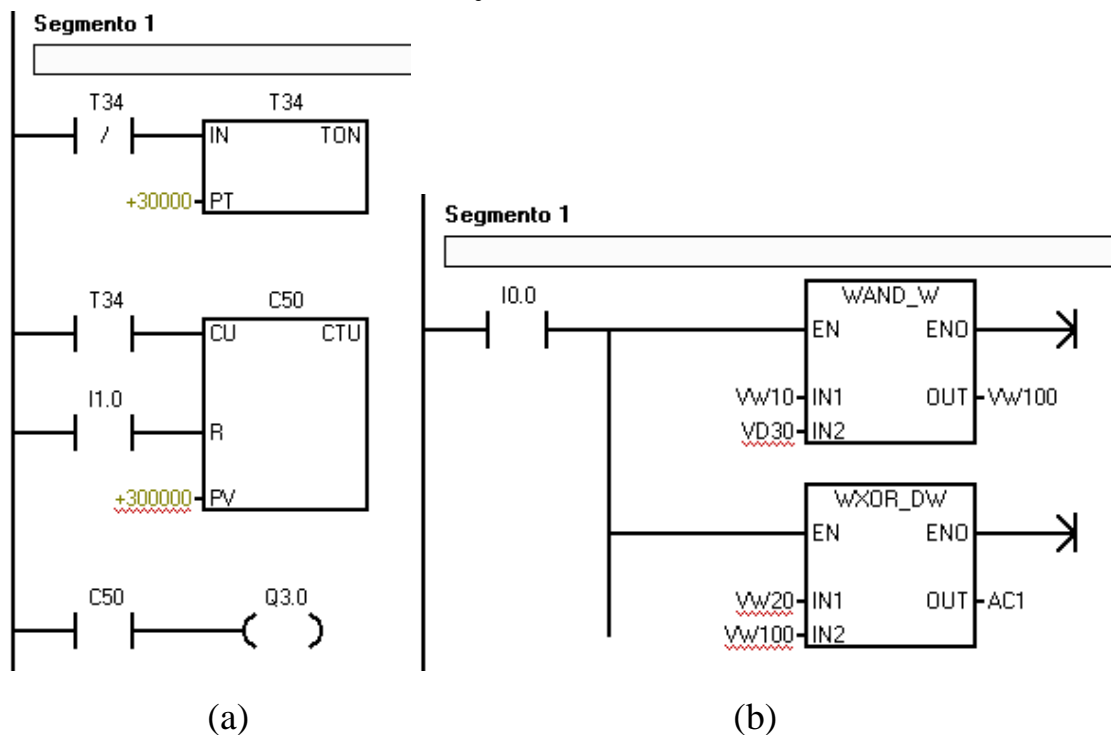 Segmento 1
T34 T34
/ IN TON
+30000 PT
T34 C50
CU CTU
I1.0
R
+300000 PV
C50 Q3.0
( )
(a)
Segmento 1
I0.0 WAND_W
EN ENO
VW10 IN1 OUT VW100
VD30 IN2
WXOR_DW
EN ENO
VW20 IN1 OUT AC1
VW100 IN2
(b)